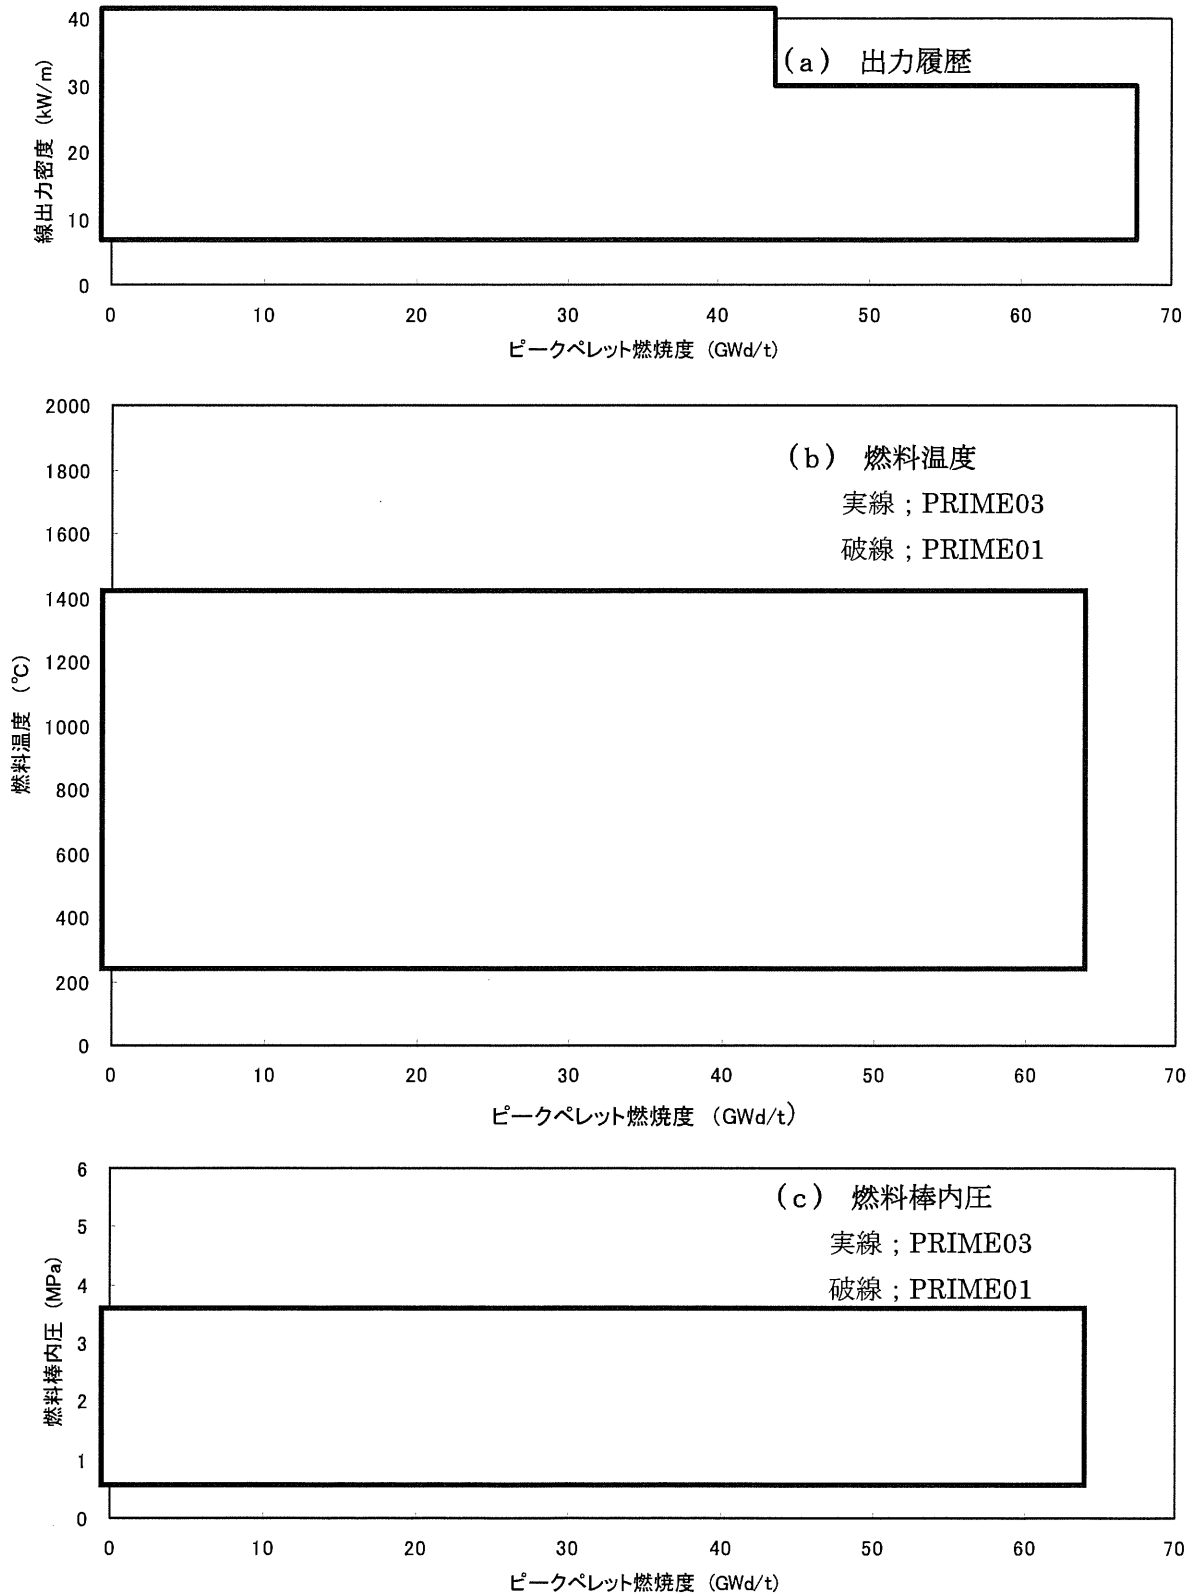 (a) 出力履歴
線出力密度 (kW/m)
40
30
20
10
0
0 10 20 30 40 50 60 70
ピークペレット燃焼度 (GWd/t)
(b) 燃料温度
実線；PRIME03
破線；PRIME01
燃料温度 (℃)
2000
1800
1600
1400
1200
1000
800
600
400
200
0
0 10 20 30 40 50 60 70
ピークペレット燃焼度 (GWd/t)
(c) 燃料棒内圧
実線；PRIME03
破線；PRIME01
燃料棒内圧 (MPa)
6
5
4
3
2
1
0
0 10 20 30 40 50 60 70
ピークペレット燃焼度 (GWd/t)